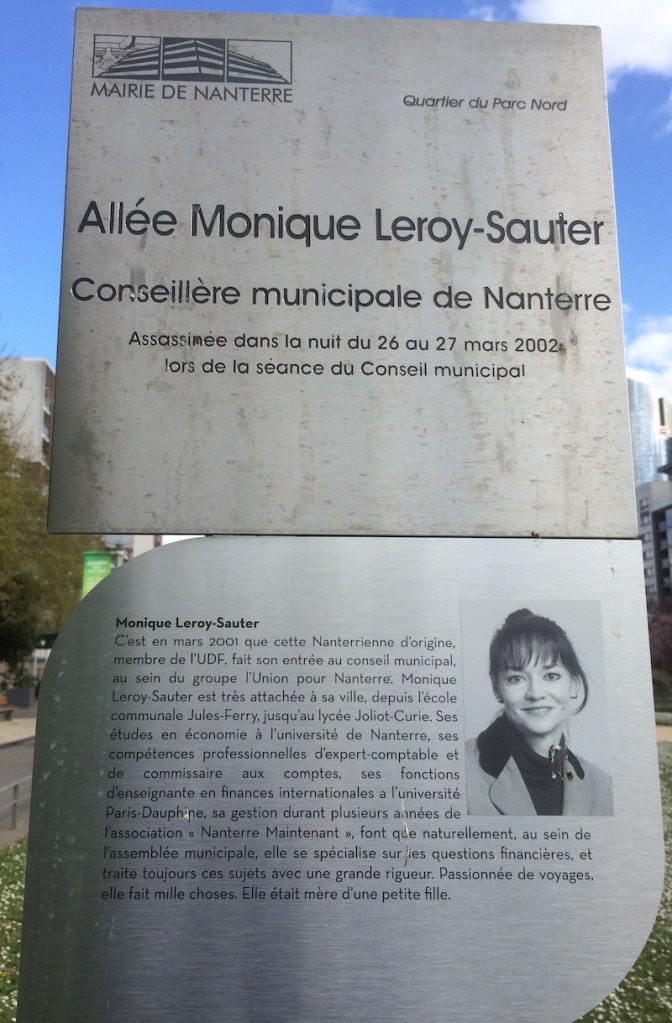 MAIRIE DE NANTERRE
Quartier du Parc Nord
Allée Monique Leroy-Sauter
Conseillère municipale de Nanterre
Assassinée dans la nuit du 26 au 27 mars 2002
lors de la séance du Conseil municipal
Monique Leroy-Sauter
C'est en mars 2001 que cette Nanterrienne d'origine,
membre de l'UDF, fait son entrée au conseil municipal,
au sein du groupe l'Union pour Nanterre. Monique
Leroy-Sauter est très attachée à sa ville, depuis l'école
communale Jules-Ferry, jusqu'au lycée Joliot-Curie. Ses
études en économie à l'université de Nanterre, ses
compétences professionnelles d'expert-comptable et
de commissaire aux comptes, ses fonctions
d'enseignante en finances internationales à l'université
Paris-Dauphine, sa gestion durant plusieurs années de
l'association « Nanterre Maintenant », font que naturellement, au sein de
l'assemblée municipale, elle se spécialise sur les questions financières, et
traite toujours ces sujets avec une grande rigueur. Passionnée de voyages,
elle fait mille choses. Elle était mère d'une petite fille.